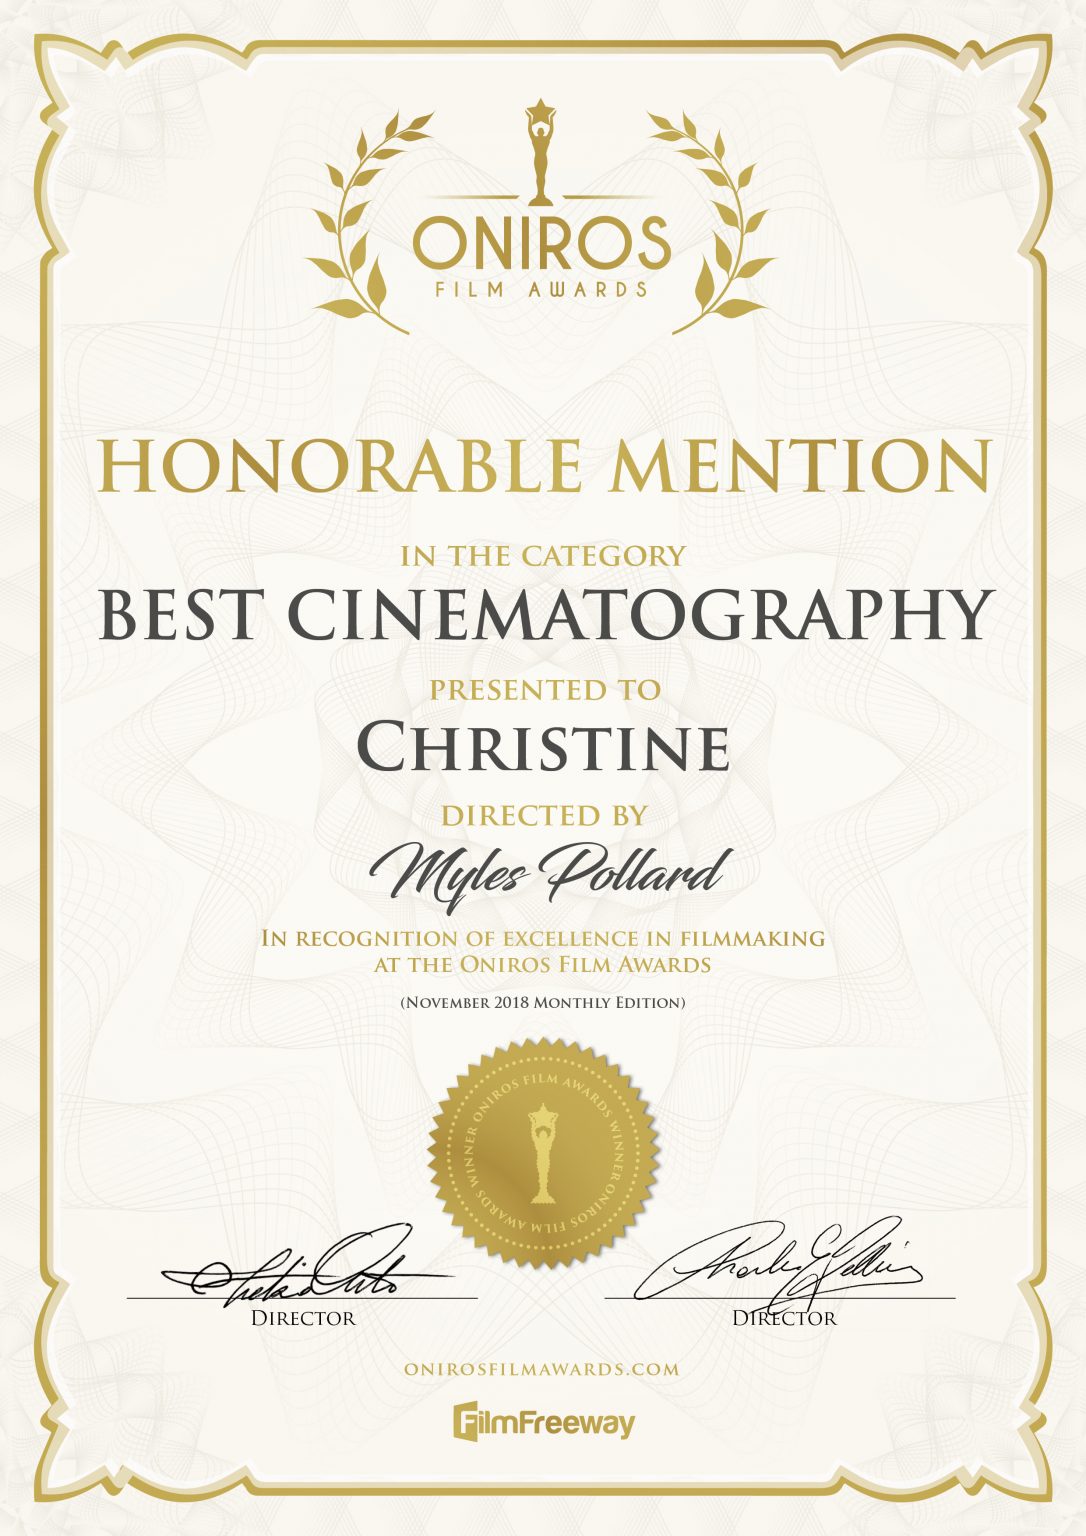 ONIROS
FILM AWARDS
HONORABLE MENTION
IN THE CATEGORY
BEST CINEMATOGRAPHY
PRESENTED TO
CHRISTINE
DIRECTED BY
Myles Pollard
IN RECOGNITION OF EXCELLENCE IN FILMMAKING
AT THE ONIROS FILM AWARDS
(NOVEMBER 2018 MONTHLY EDITION)
ONIROS FILM AWARDS WINNER ONIROS FILM AWARDS WINNER
DIRECTOR
DIRECTOR
ONIROSFILMAWARDS.COM
FilmFreeway